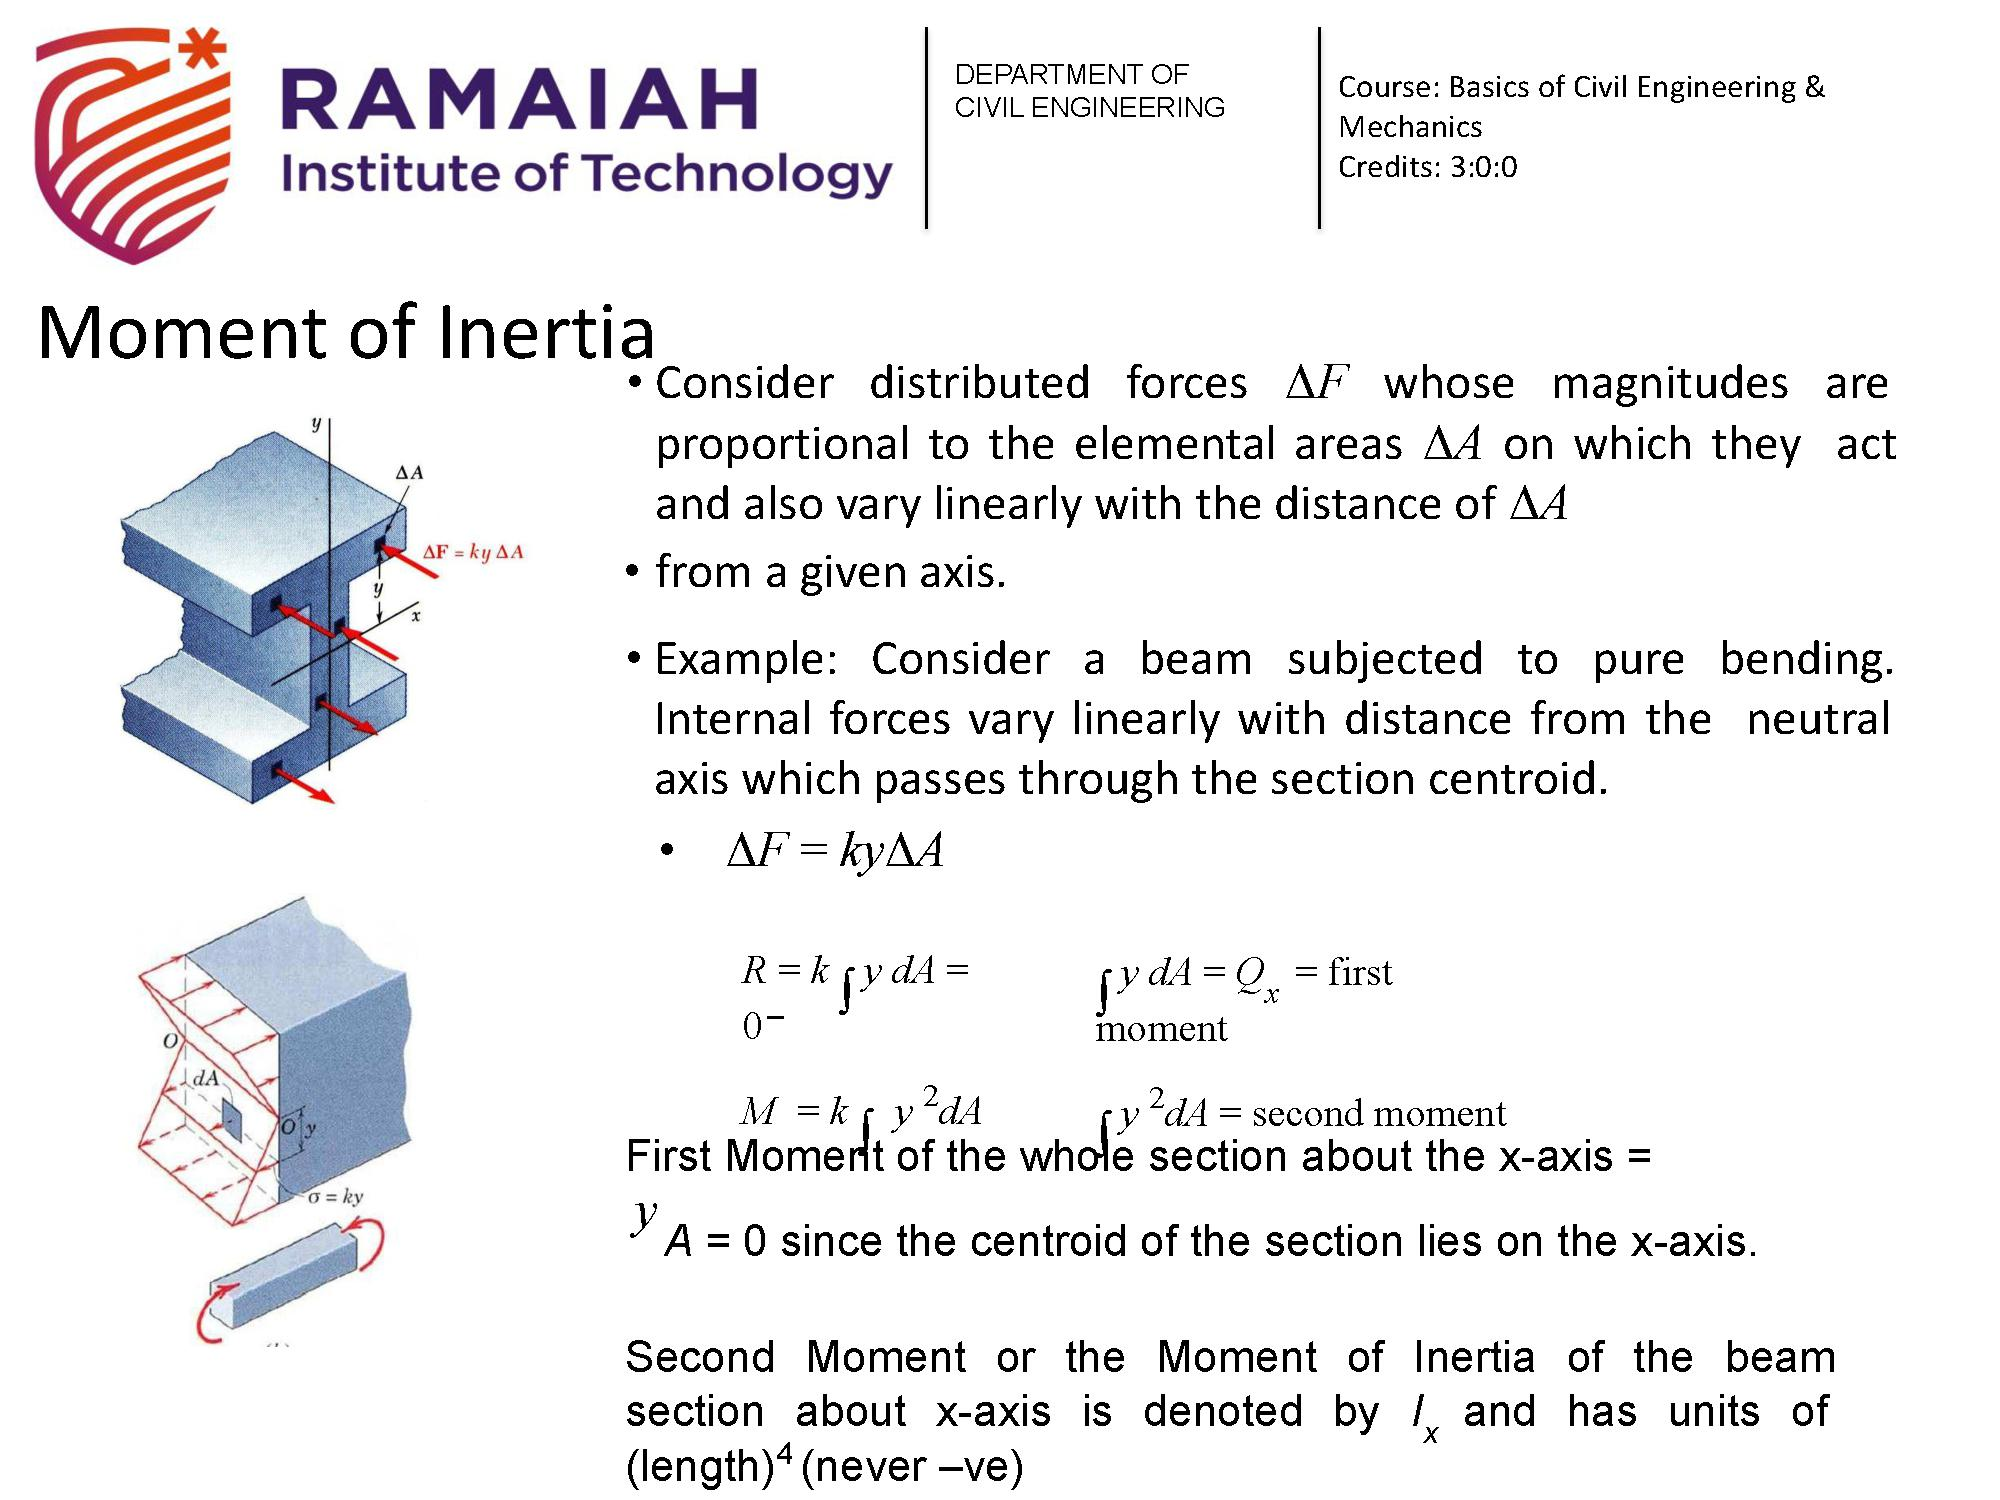 RAMAIAH
Institute of Technology
DEPARTMENT OF
CIVIL ENGINEERING
Course: Basics of Civil Engineering &
Mechanics
Credits: 3:0:0
Moment of Inertia
• Consider distributed forces ΔF whose magnitudes are
proportional to the elemental areas ΔA on which they act
and also vary linearly with the distance of ΔA
• from a given axis.
• Example: Consider a beam subjected to pure bending.
Internal forces vary linearly with distance from the neutral
axis which passes through the section centroid.
• ΔF = kyΔA
R = k ∫ y dA =
0–
∫ y dA = Qx = first
moment
M = k ∫ y²dA
∫ y²dA = second moment
First Moment of the whole section about the x-axis =
y A = 0 since the centroid of the section lies on the x-axis.
Second Moment or the Moment of Inertia of the beam
section about x-axis is denoted by Ix and has units of
(length)⁴ (never –ve)
y
ΔA
ΔF = ky ΔA
y
x
O
dA
O'
y
σ = ky